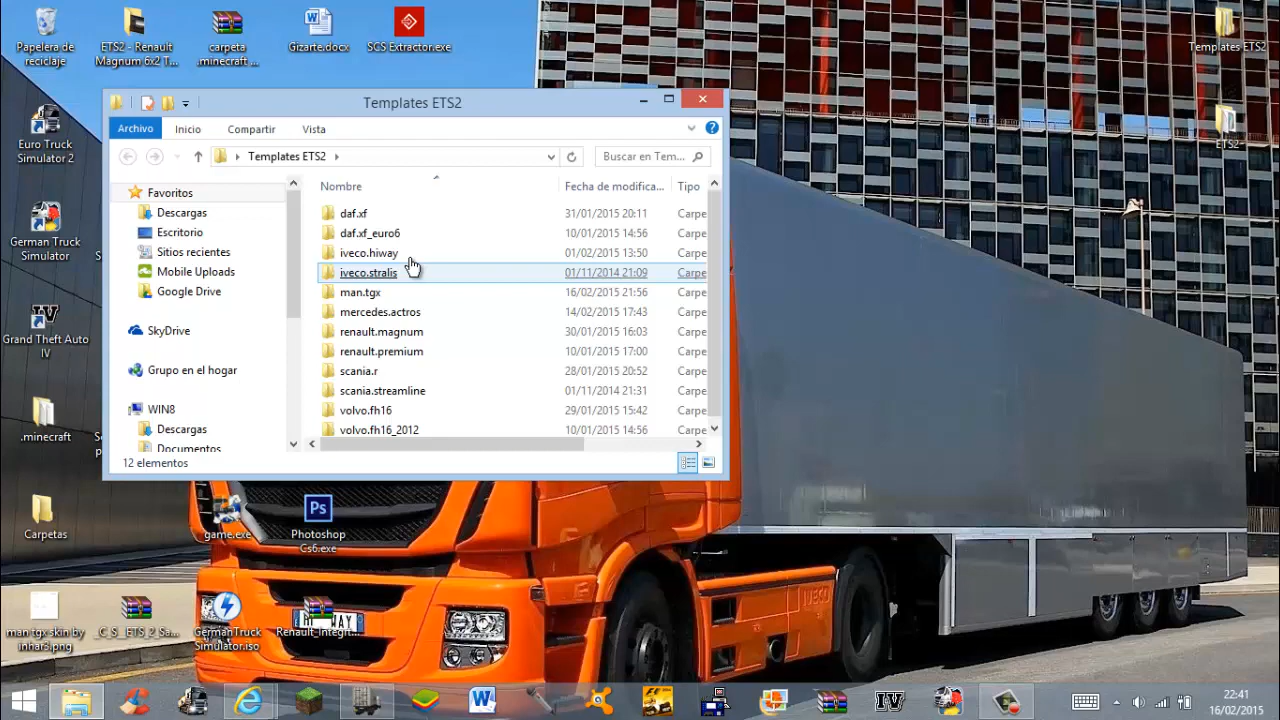 Papelera de
reciclaje
ETS2 - Renault
Magnum 6x2 T...
carpeta
.minecraft ...
Gizarte.docx
SCS Extractor.exe
Templates ETS2
Templates ETS2
Archivo
Inicio
Compartir
Vista
Templates ETS2
Buscar en Tem...
Nombre
Fecha de modifica...
Tipo
Favoritos
Descargas
Escritorio
Sitios recientes
Mobile Uploads
Google Drive
SkyDrive
Grupo en el hogar
WIN8
Descargas
Documentos
daf.xf 31/01/2015 20:11 Carpe
daf.xf_euro6 10/01/2015 14:56 Carpe
iveco.hiway 01/02/2015 13:50 Carpe
iveco.stralis 01/11/2014 21:09 Carpe
man.tgx 16/02/2015 21:56 Carpe
mercedes.actros 14/02/2015 17:43 Carpe
renault.magnum 30/01/2015 16:03 Carpe
renault.premium 10/01/2015 17:00 Carpe
scania.r 28/01/2015 20:52 Carpe
scania.streamline 01/11/2014 21:31 Carpe
volvo.fh16 29/01/2015 15:42 Carpe
volvo.fh16_2012 10/01/2015 14:56 Carpe
12 elementos
Euro Truck
Simulator 2
German Truck
Simulator
Grand Theft Auto
IV
.minecraft
Carpetas
ETS2
game.exe
Ps
Photoshop
Cs6.exe
man tgx skin by
innhar3.png
_C_S_ ETS_2_Sa...
GermanTruck
Simulator.iso
Renault_Integr...
IVECO
W
IV
22:41
16/02/2015